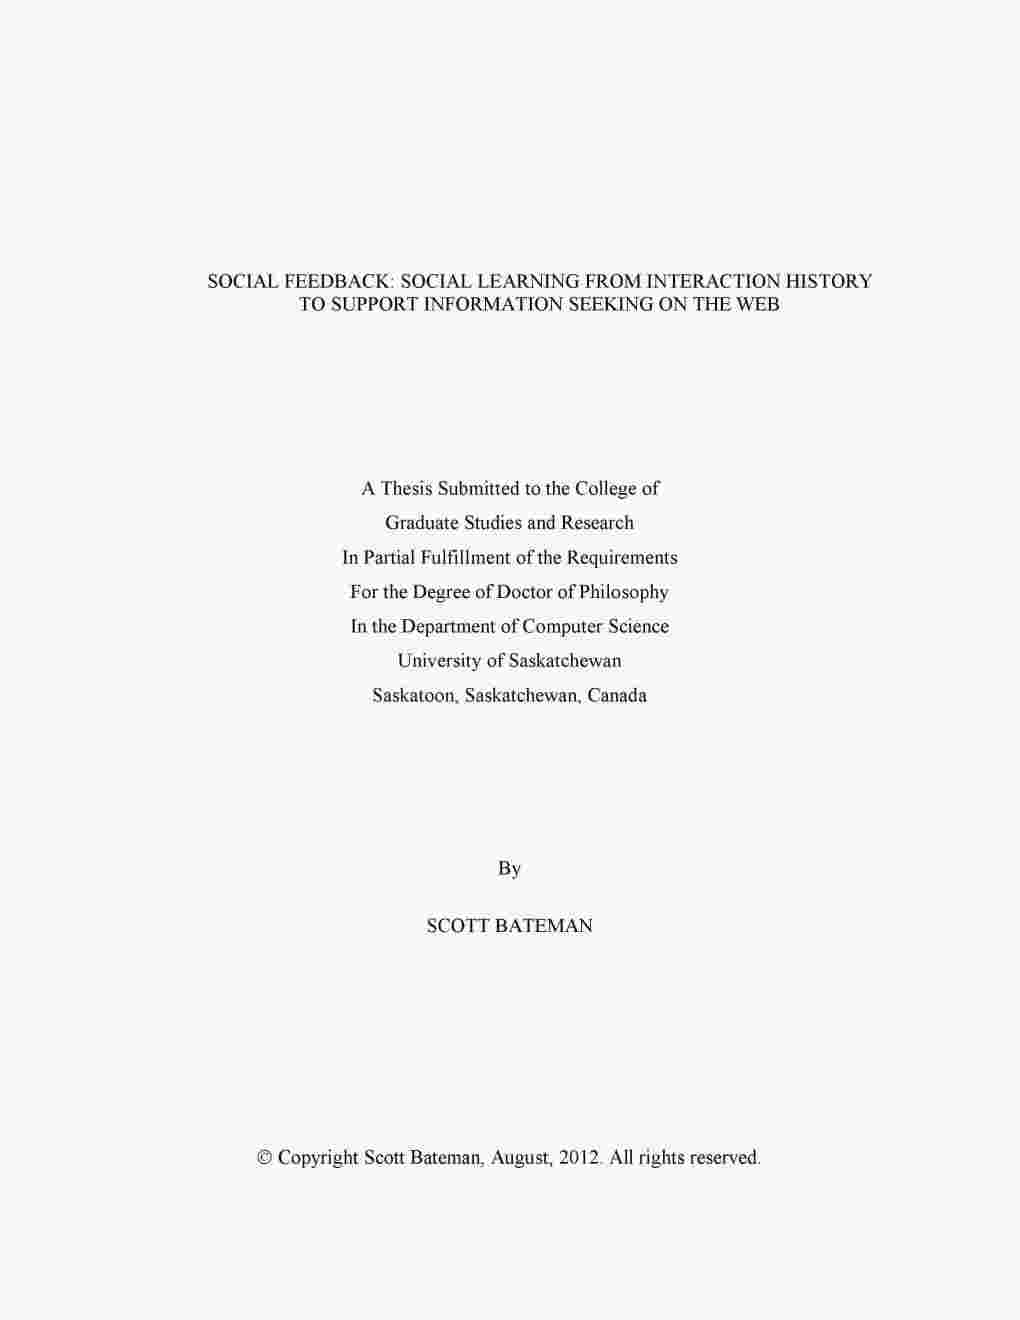 SOCIAL FEEDBACK: SOCIAL LEARNING FROM INTERACTION HISTORY
TO SUPPORT INFORMATION SEEKING ON THE WEB
A Thesis Submitted to the College of
Graduate Studies and Research
In Partial Fulfillment of the Requirements
For the Degree of Doctor of Philosophy
In the Department of Computer Science
University of Saskatchewan
Saskatoon, Saskatchewan, Canada
By
SCOTT BATEMAN
© Copyright Scott Bateman, August, 2012. All rights reserved.